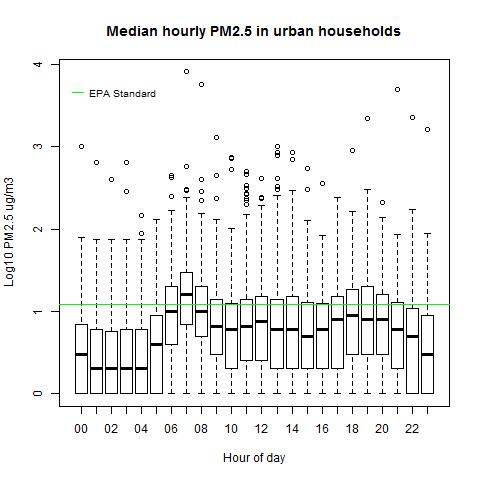 Median hourly PM2.5 in urban households
4
EPA Standard
3
Log10 PM2.5 ug/m3
2
1
0
00 02 04 06 08 10 12 14 16 18 20 22
Hour of day